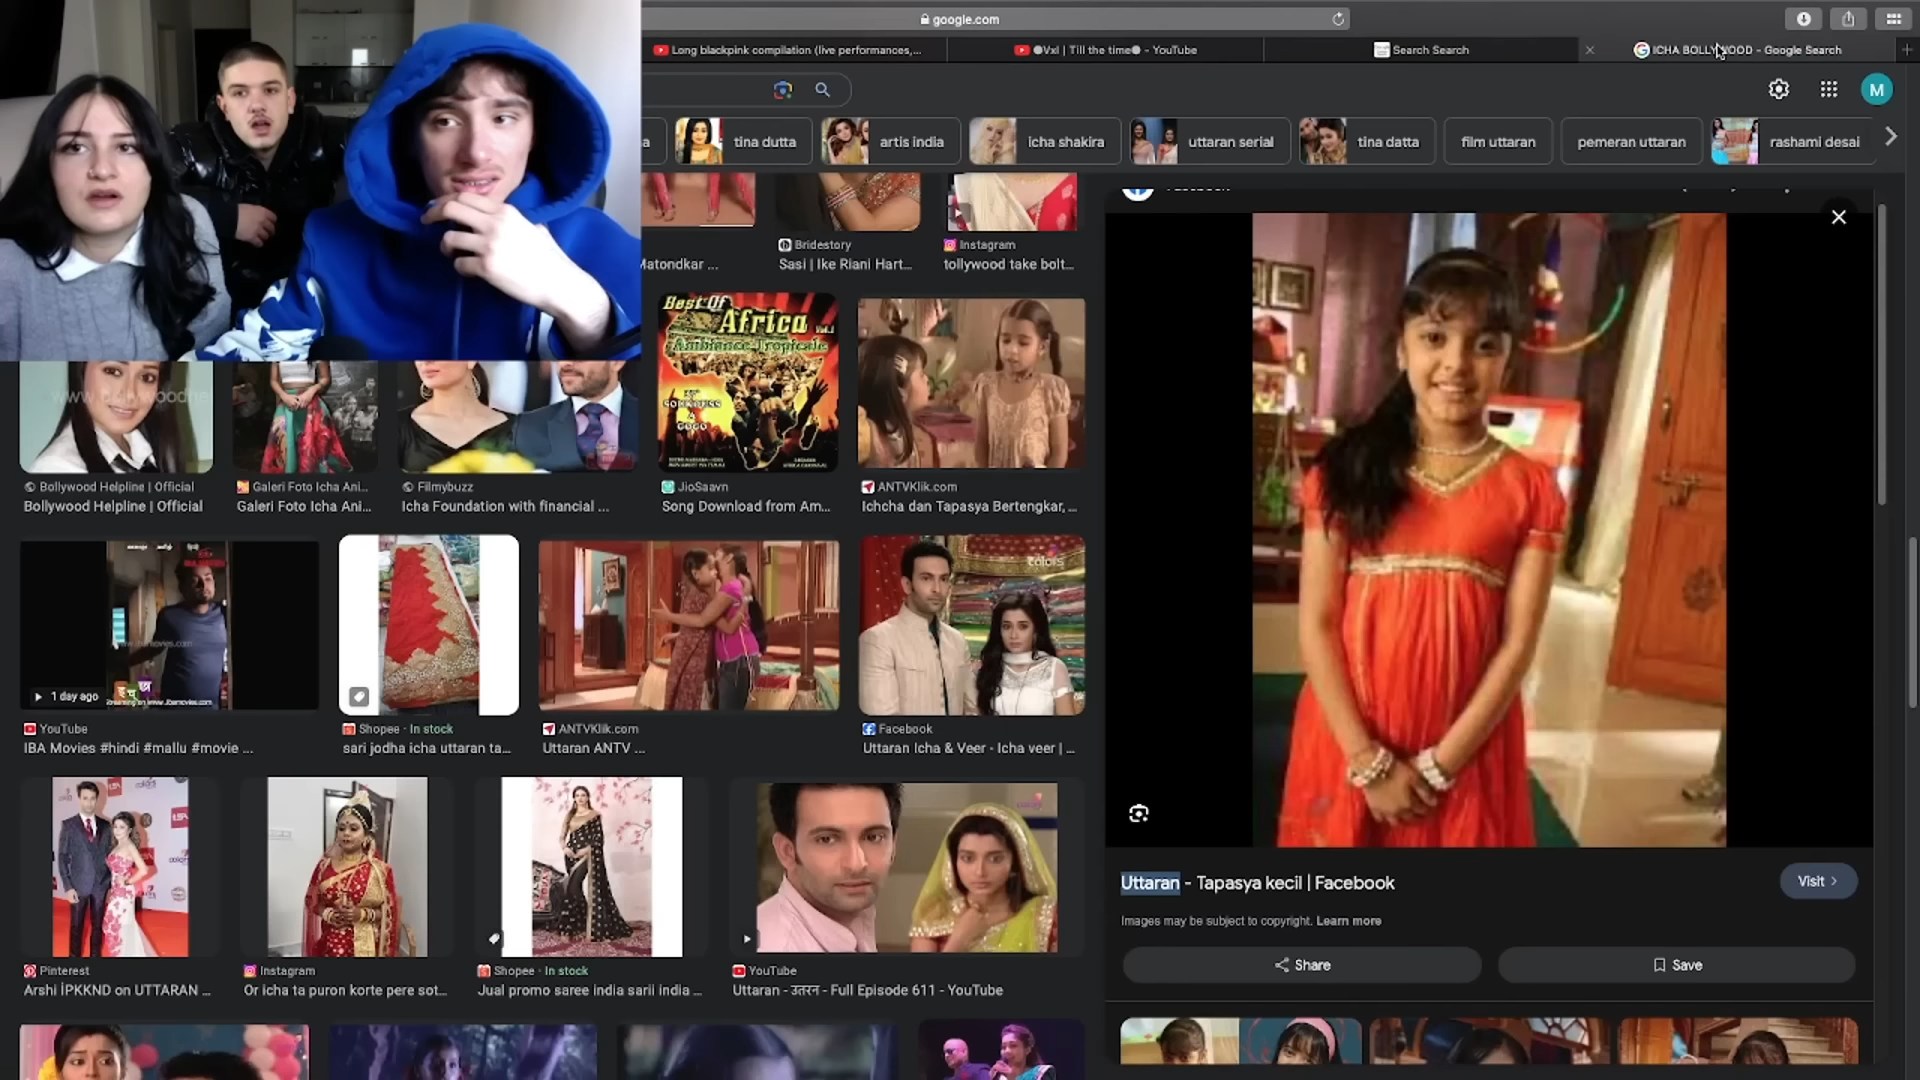 google.com
Long blackpink compilation (live performances,...
Vxl | Till the time - YouTube
Search Search
ICHA BOLLYWOOD - Google Search
M
a
tina dutta
artis india
icha shakira
uttaran serial
tina datta
film uttaran
pemeran uttaran
rashami desai
Matondkar ...
Bridestory
Sasi | Ike Riani Hart...
Instagram
tollywood take bolt...
Best Of
Africa
Ambiance Tropicale
Bollywood Helpline | Official
Bollywood Helpline | Official
Galeri Foto Icha Ani...
Galeri Foto Icha Ani...
Filmybuzz
Icha Foundation with financial ...
JioSaavn
Song Download from Am...
ANTVKlik.com
Ichcha dan Tapasya Bertengkar, ...
1 day ago
colors
YouTube
IBA Movies #hindi #mallu #movie ...
Shopee · In stock
sari jodha icha uttaran ta...
ANTVKlik.com
Uttaran ANTV ...
Facebook
Uttaran Icha & Veer - Icha veer | ...
Pinterest
Arshi İPKKND on UTTARAN ...
Instagram
Or icha ta puron korte pere sot...
Shopee · In stock
Jual promo saree india sarii india ...
YouTube
Uttaran - उतरन - Full Episode 611 - YouTube
Uttaran - Tapasya kecil | Facebook
Visit
Images may be subject to copyright. Learn more
Share
Save